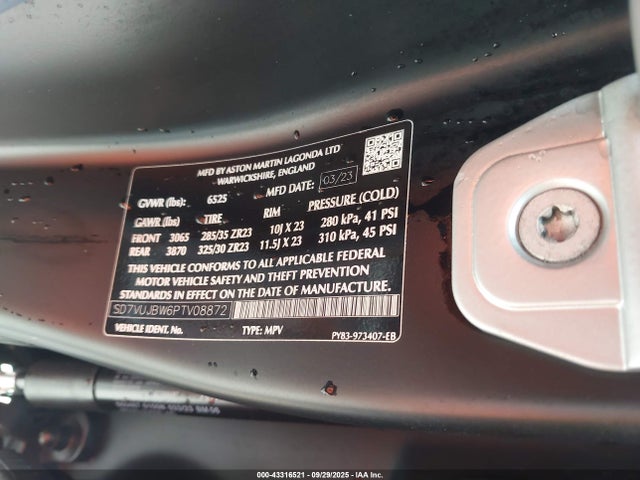 MFD BY ASTON MARTIN LAGONDA LTD
WARWICKSHIRE, ENGLAND
GVWR (lbs): 6525 MFD DATE: 03/23
GAWR (lbs) TIRE RIM PRESSURE (COLD)
FRONT 3065 285/35 ZR23 10J X 23 280 kPa, 41 PSI
REAR 3870 325/30 ZR23 11.5J X 23 310 kPa, 45 PSI
THIS VEHICLE CONFORMS TO ALL APPLICABLE FEDERAL
MOTOR VEHICLE SAFETY AND THEFT PREVENTION
STANDARDS IN EFFECT ON THE DATE OF MANUFACTURE.
SD7VUJBW6PTV08872
VEHICLE IDENT. No. TYPE: MPV PY83-973407-EB
000-43316521 - 09/29/2025 - IAA Inc.